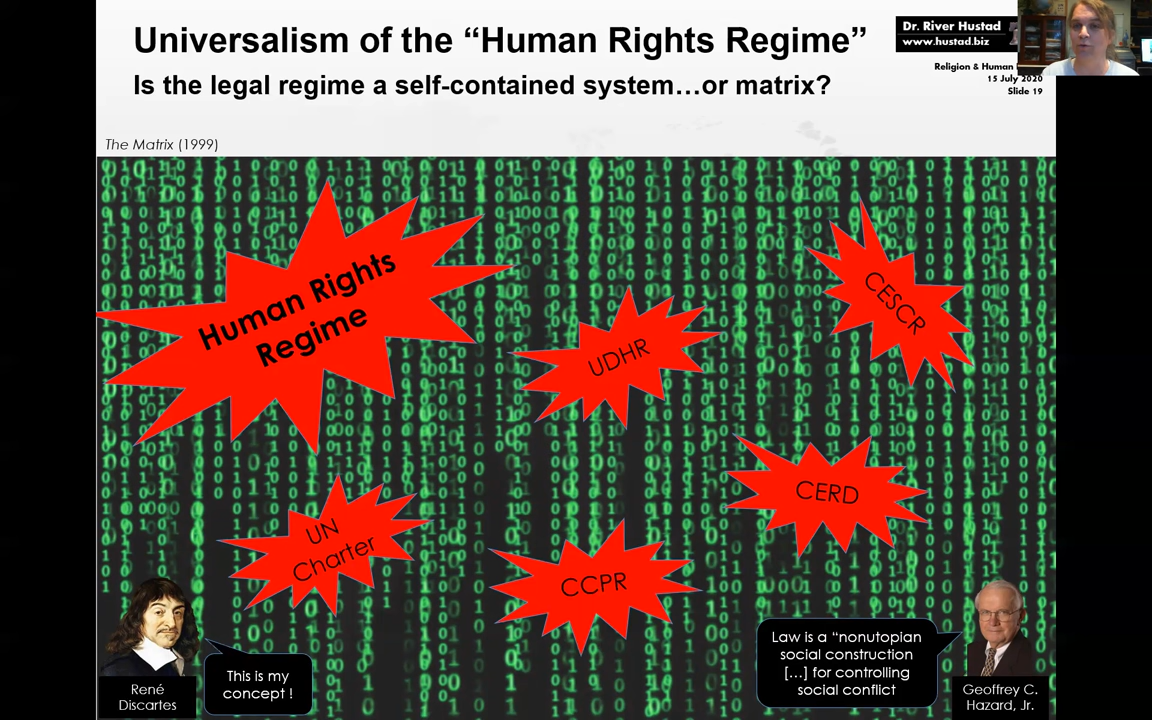 Universalism of the “Human Rights Regime”
Is the legal regime a self-contained system…or matrix?
Dr. River Hustad
www.hustad.biz
Religion & Human
15 July 2020
Slide 19
The Matrix (1999)
Human Rights
Regime
UDHR
CESCR
CERD
UN
Charter
CCPR
This is my
concept !
René
Discartes
Law is a “nonutopian
social construction
[…] for controlling
social conflict
Geoffrey C.
Hazard, Jr.